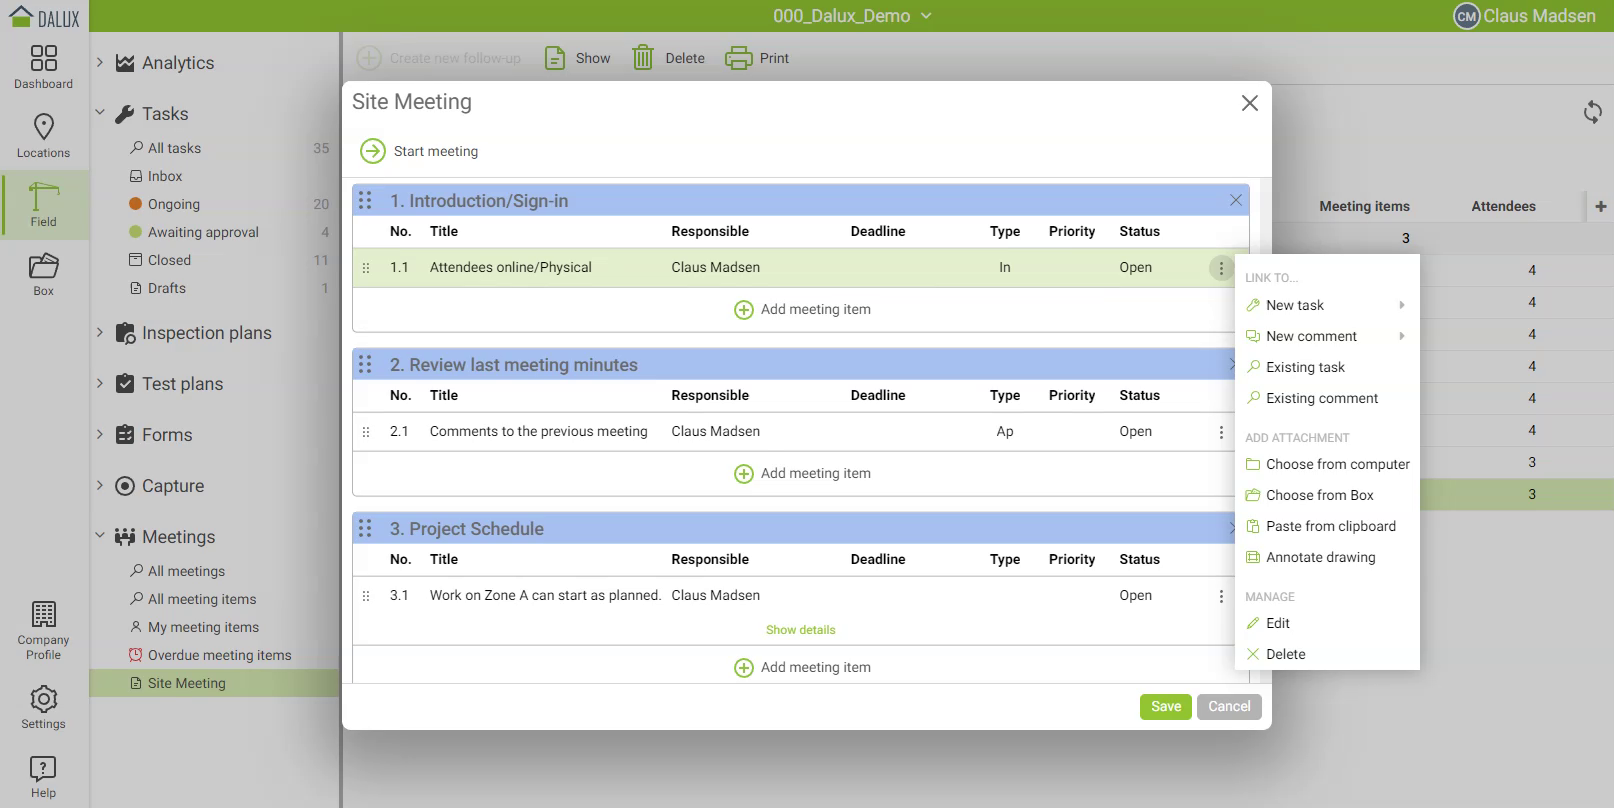 DALUX
000_Dalux_Demo
CM Claus Madsen
Dashboard
Locations
Field
Box
Company
Profile
Settings
Help
Analytics
Tasks
All tasks 35
Inbox
Ongoing 20
Awaiting approval 4
Closed 11
Drafts 1
Inspection plans
Test plans
Forms
Capture
Meetings
All meetings
All meeting items
My meeting items
Overdue meeting items
Site Meeting
Create new follow-up Show Delete Print
Site Meeting
Start meeting
1. Introduction/Sign-in
No. Title Responsible Deadline Type Priority Status
1.1 Attendees online/Physical Claus Madsen In Open
Add meeting item
2. Review last meeting minutes
No. Title Responsible Deadline Type Priority Status
2.1 Comments to the previous meeting Claus Madsen Ap Open
Add meeting item
3. Project Schedule
No. Title Responsible Deadline Type Priority Status
3.1 Work on Zone A can start as planned. Claus Madsen Open
Show details
Add meeting item
Save Cancel
LINK TO...
New task
New comment
Existing task
Existing comment
ADD ATTACHMENT
Choose from computer
Choose from Box
Paste from clipboard
Annotate drawing
MANAGE
Edit
Delete
Meeting items Attendees
3
4
4
4
4
4
4
3
3